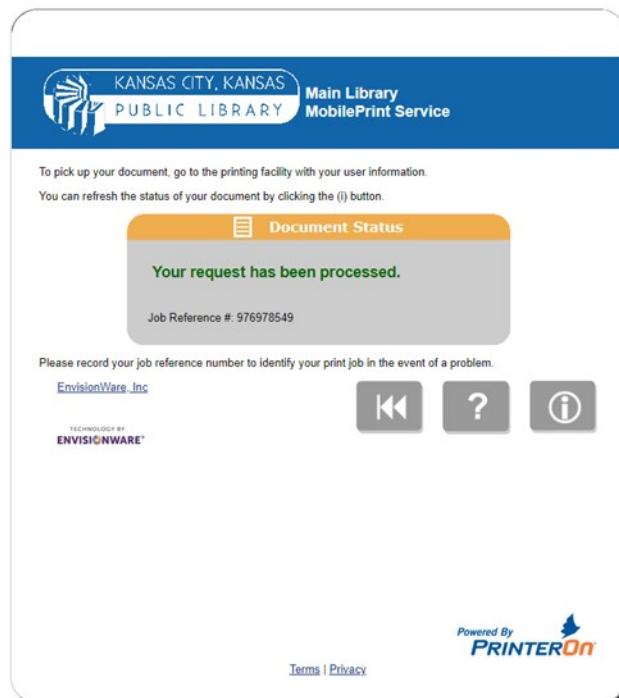 KANSAS CITY, KANSAS
PUBLIC LIBRARY
Main Library
MobilePrint Service
To pick up your document, go to the printing facility with your user information.
You can refresh the status of your document by clicking the (i) button.
Document Status
Your request has been processed.
Job Reference #: 976978549
Please record your job reference number to identify your print job in the event of a problem.
EnvisionWare, Inc
?
i
TECHNOLOGY BY
ENVISIONWARE®
Powered By
PRINTERON
Terms | Privacy